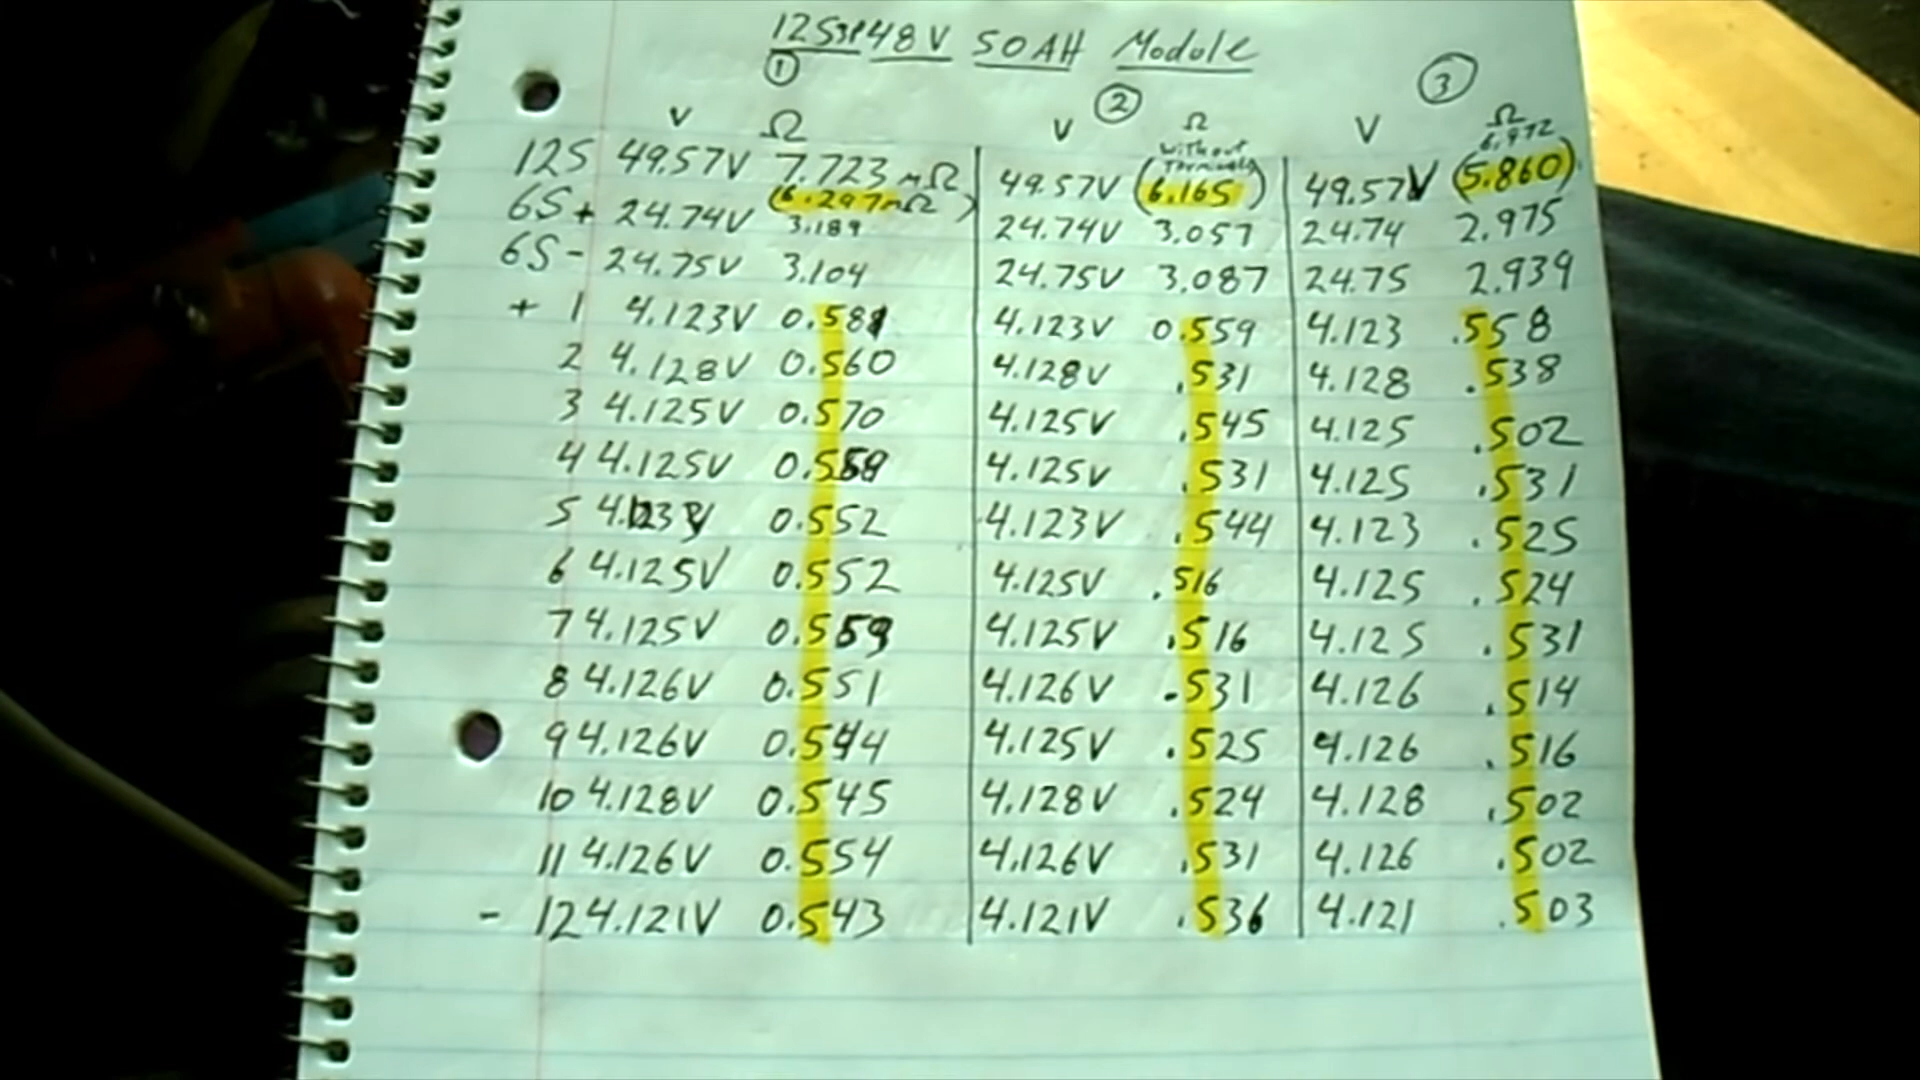 12S3P48V 50AH Module
① ② ③
V Ω V Ω without Terminals V Ω
6.972
12S 49.57V 7.723mΩ 49.57V (6.165) 49.57V (5.860)
(6.297mΩ)
6S+ 24.74V 3.189 24.74V 3.057 24.74 2.975
6S- 24.75V 3.104 24.75V 3.087 24.75 2.939
+ 1 4.123V 0.581 4.123V 0.559 4.123 .558
2 4.128V 0.560 4.128V .531 4.128 .538
3 4.125V 0.570 4.125V .545 4.125 .502
4 4.125V 4.125V .531 4.125 .531
5 4.123V 0.552 4.123V .544 4.123 .525
6 4.125V 0.552 4.125V .516 4.125 .524
7 4.125V 0.559 4.125V .516 4.125 .531
8 4.126V 0.551 4.126V .531 4.126 .514
9 4.126V 0.544 4.125V .525 4.126 .516
10 4.128V 0.545 4.128V .524 4.128 .502
11 4.126V 0.554 4.126V .531 4.126 .502
- 12 4.121V 0.543 4.121V .536 4.121 .503